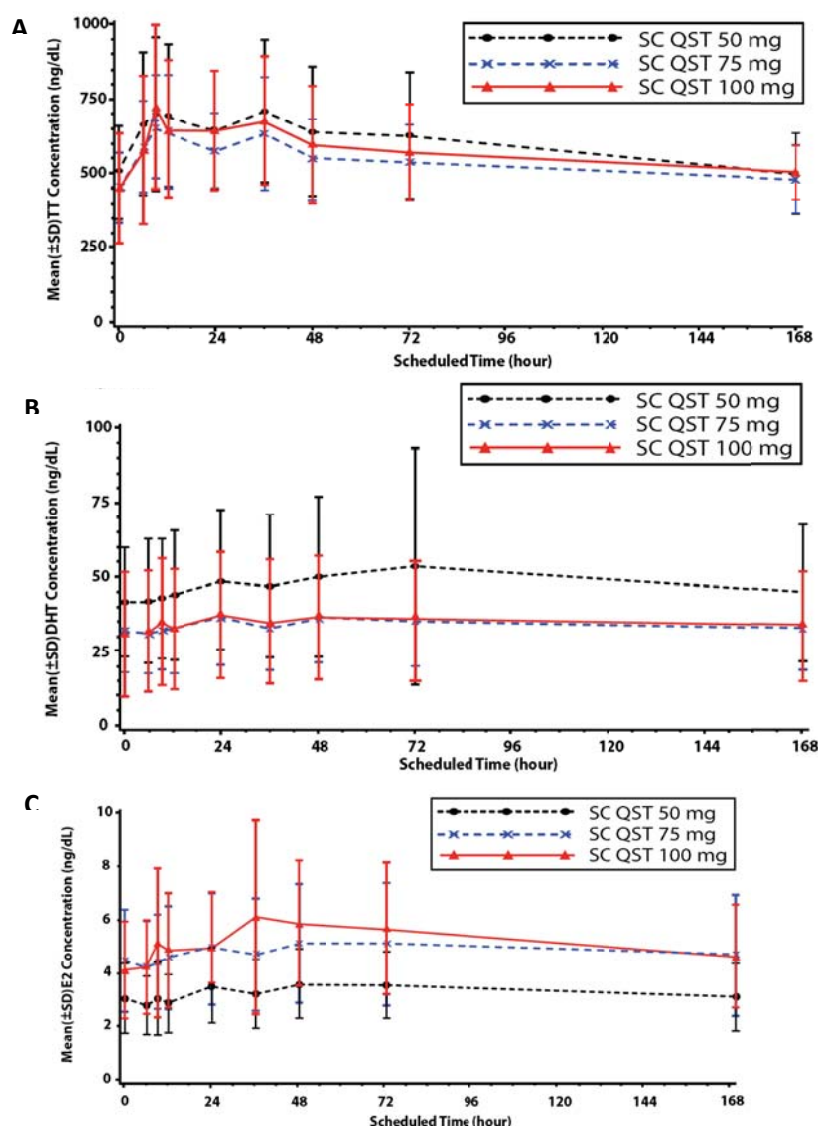 A
1000
750
500
250
0
Mean(±SD)TT Concentration (ng/dL)
SC QST 50 mg
SC QST 75 mg
SC QST 100 mg
0 24 48 72 96 120 144 168
Scheduled Time (hour)
B
100
75
50
25
0
Mean(±SD)DHT Concentration (ng/dL)
SC QST 50 mg
SC QST 75 mg
SC QST 100 mg
0 24 48 72 96 120 144 168
Scheduled Time (hour)
C
10
8
6
4
2
0
Mean(±SD)E2 Concentration (ng/dL)
SC QST 50 mg
SC QST 75 mg
SC QST 100 mg
0 24 48 72 96 120 144 168
Scheduled Time (hour)